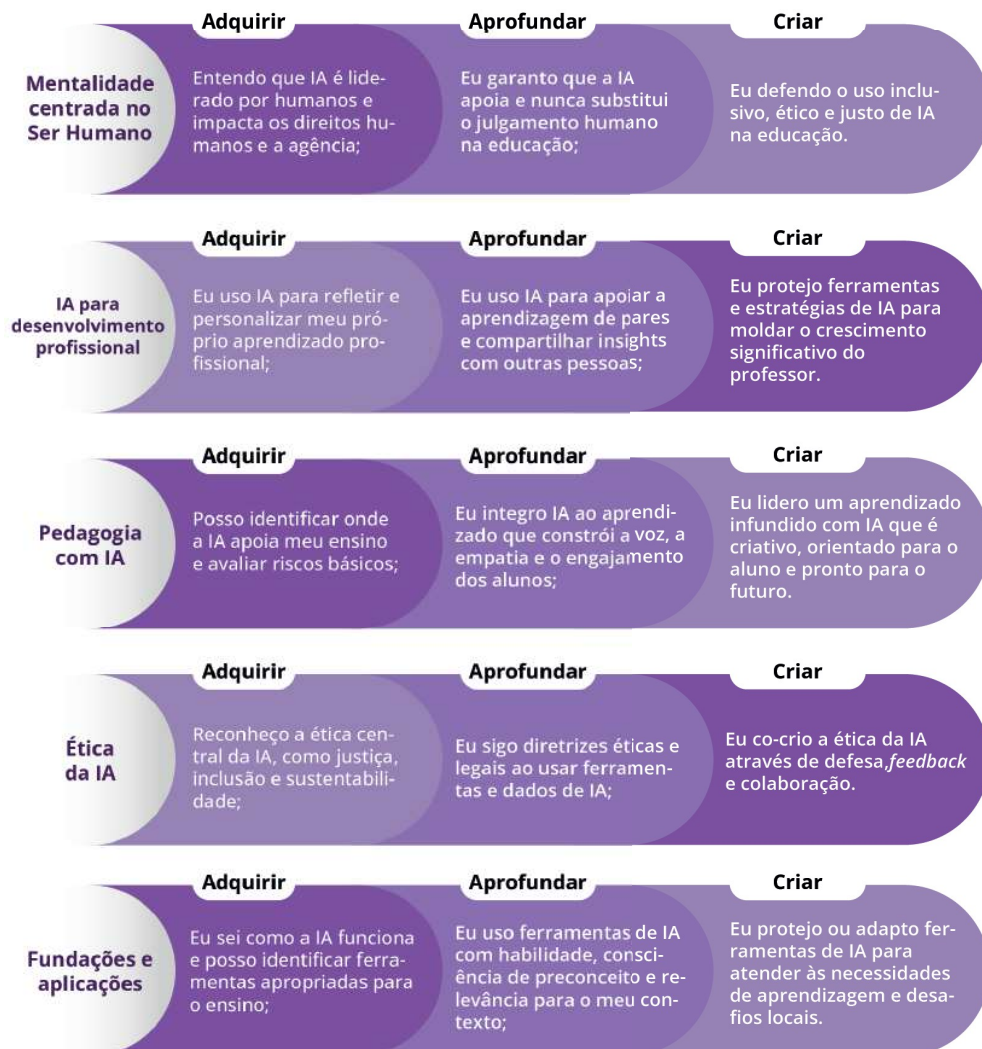 Adquirir
Aprofundar
Criar
Mentalidade
centrada no
Ser Humano
Entendo que IA é lide-
rado por humanos e
impacta os direitos hu-
manos e a agência;
Eu garanto que a IA
apoia e nunca substitui
o julgamento humano
na educação;
Eu defendo o uso inclu-
sivo, ético e justo de IA
na educação.
Adquirir
Aprofundar
Criar
IA para
desenvolvimento
profissional
Eu uso IA para refletir e
personalizar meu pró-
prio aprendizado pro-
fissional;
Eu uso IA para apoiar a
aprendizagem de pares
e compartilhar insights
com outras pessoas;
Eu protejo ferramentas
e estratégias de IA para
moldar o crescimento
significativo do
professor.
Adquirir
Aprofundar
Criar
Pedagogia
com IA
Posso identificar onde
a IA apoia meu ensino
e avaliar riscos básicos;
Eu integro IA ao aprendi-
zado que constrói a voz, a
empatia e o engajamento
dos alunos;
Eu lidero um aprendizado
infundido com IA que é
criativo, orientado para o
aluno e pronto para o
futuro.
Adquirir
Aprofundar
Criar
Ética
da IA
Reconheço a ética cen-
tral da IA, como justiça,
inclusão e sustentabili-
dade;
Eu sigo diretrizes éticas e
legais ao usar ferramen-
tas e dados de IA;
Eu co-crio a ética da IA
através de defesa,feedback
e colaboração.
Adquirir
Aprofundar
Criar
Fundações e
aplicações
Eu sei como a IA funciona
e posso identificar ferra-
mentas apropriadas para
o ensino;
Eu uso ferramentas de IA
com habilidade, consci-
ência de preconceito e re-
levância para o meu con-
texto;
Eu protejo ou adapto fer-
ramentas de IA para
atender às necessidades
de aprendizagem e desa-
fios locais.